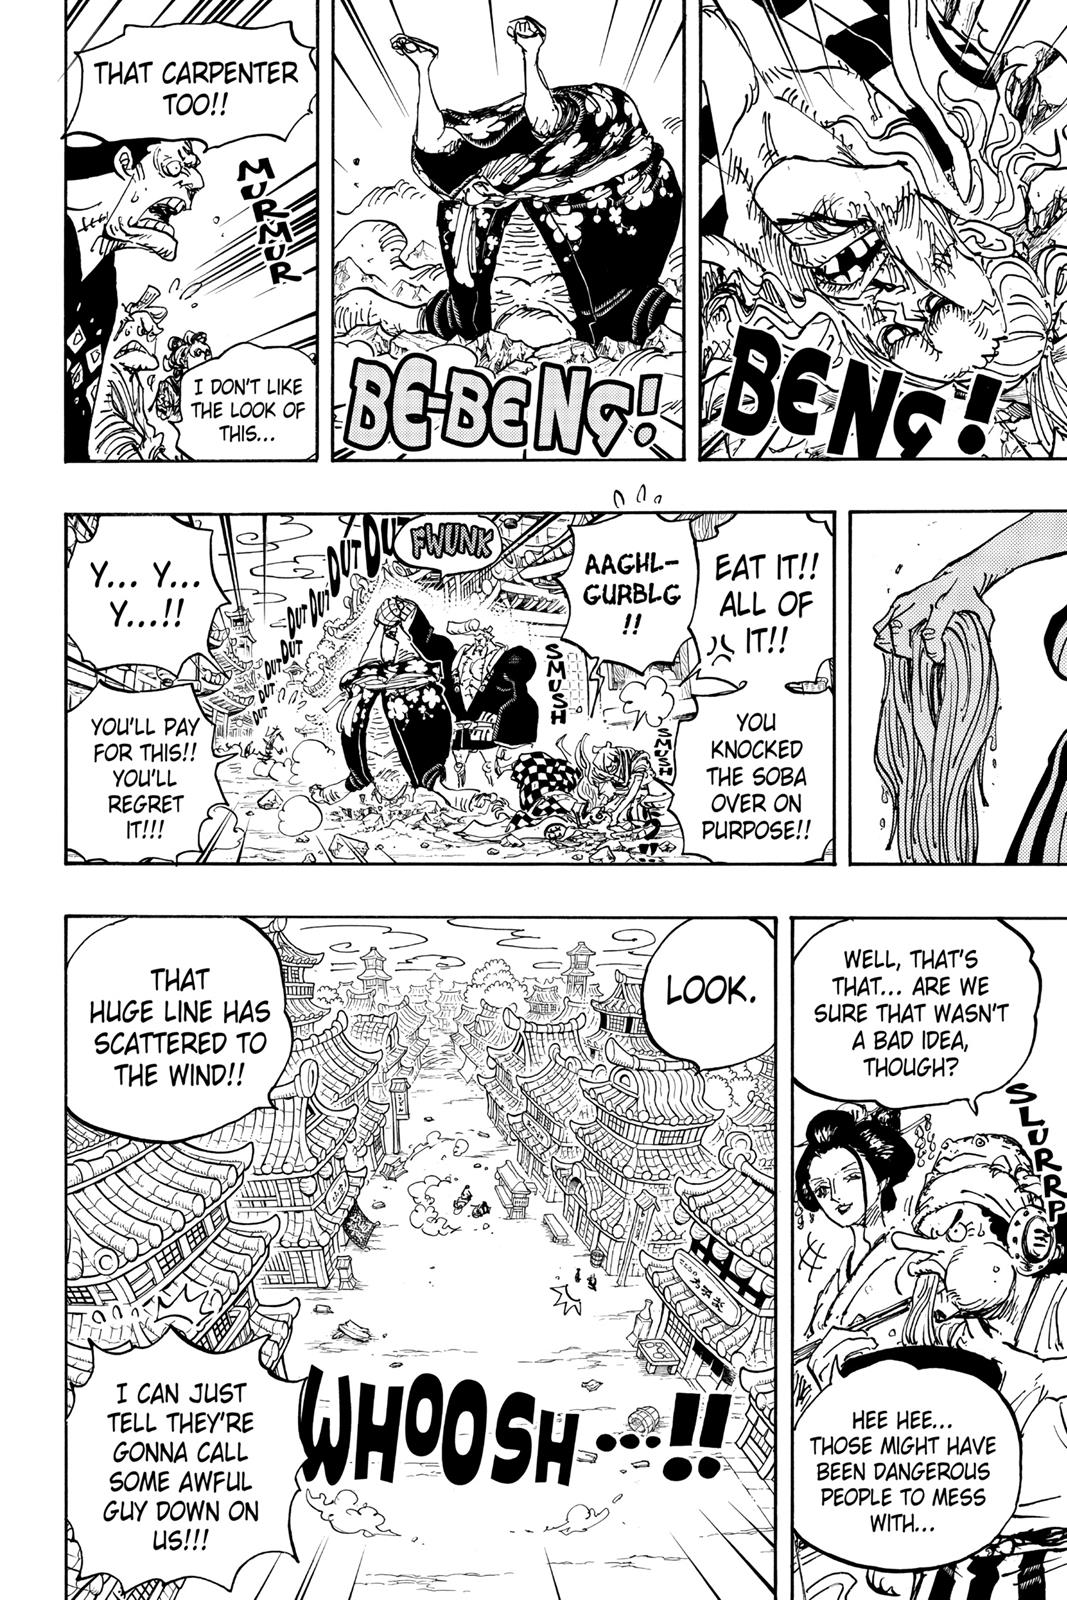 BENG!
BE-BENG!
THAT CARPENTER
TOO!!
MURMUR
I DON'T LIKE
THE LOOK OF
THIS...
EAT IT!!
ALL OF
IT!!
YOU
KNOCKED
THE SOBA
OVER ON
PURPOSE!!
AAGHL-
GURBLG
!!
SMUSH
SMUSH
FWUNK
DUT DUT DUT DUT DUT DUT DUT DUT
Y... Y...
Y...!!
YOU'LL PAY
FOR THIS!!
YOU'LL
REGRET
IT!!!
WELL, THAT'S
THAT... ARE WE
SURE THAT WASN'T
A BAD IDEA,
THOUGH?
SLURRP
HEE HEE...
THOSE MIGHT HAVE
BEEN DANGEROUS
PEOPLE TO MESS
WITH...
LOOK.
THAT
HUGE LINE HAS
SCATTERED TO
THE WIND!!
WHOOSH...!!
I CAN JUST
TELL THEY'RE
GONNA CALL
SOME AWFUL
GUY DOWN ON
US!!!